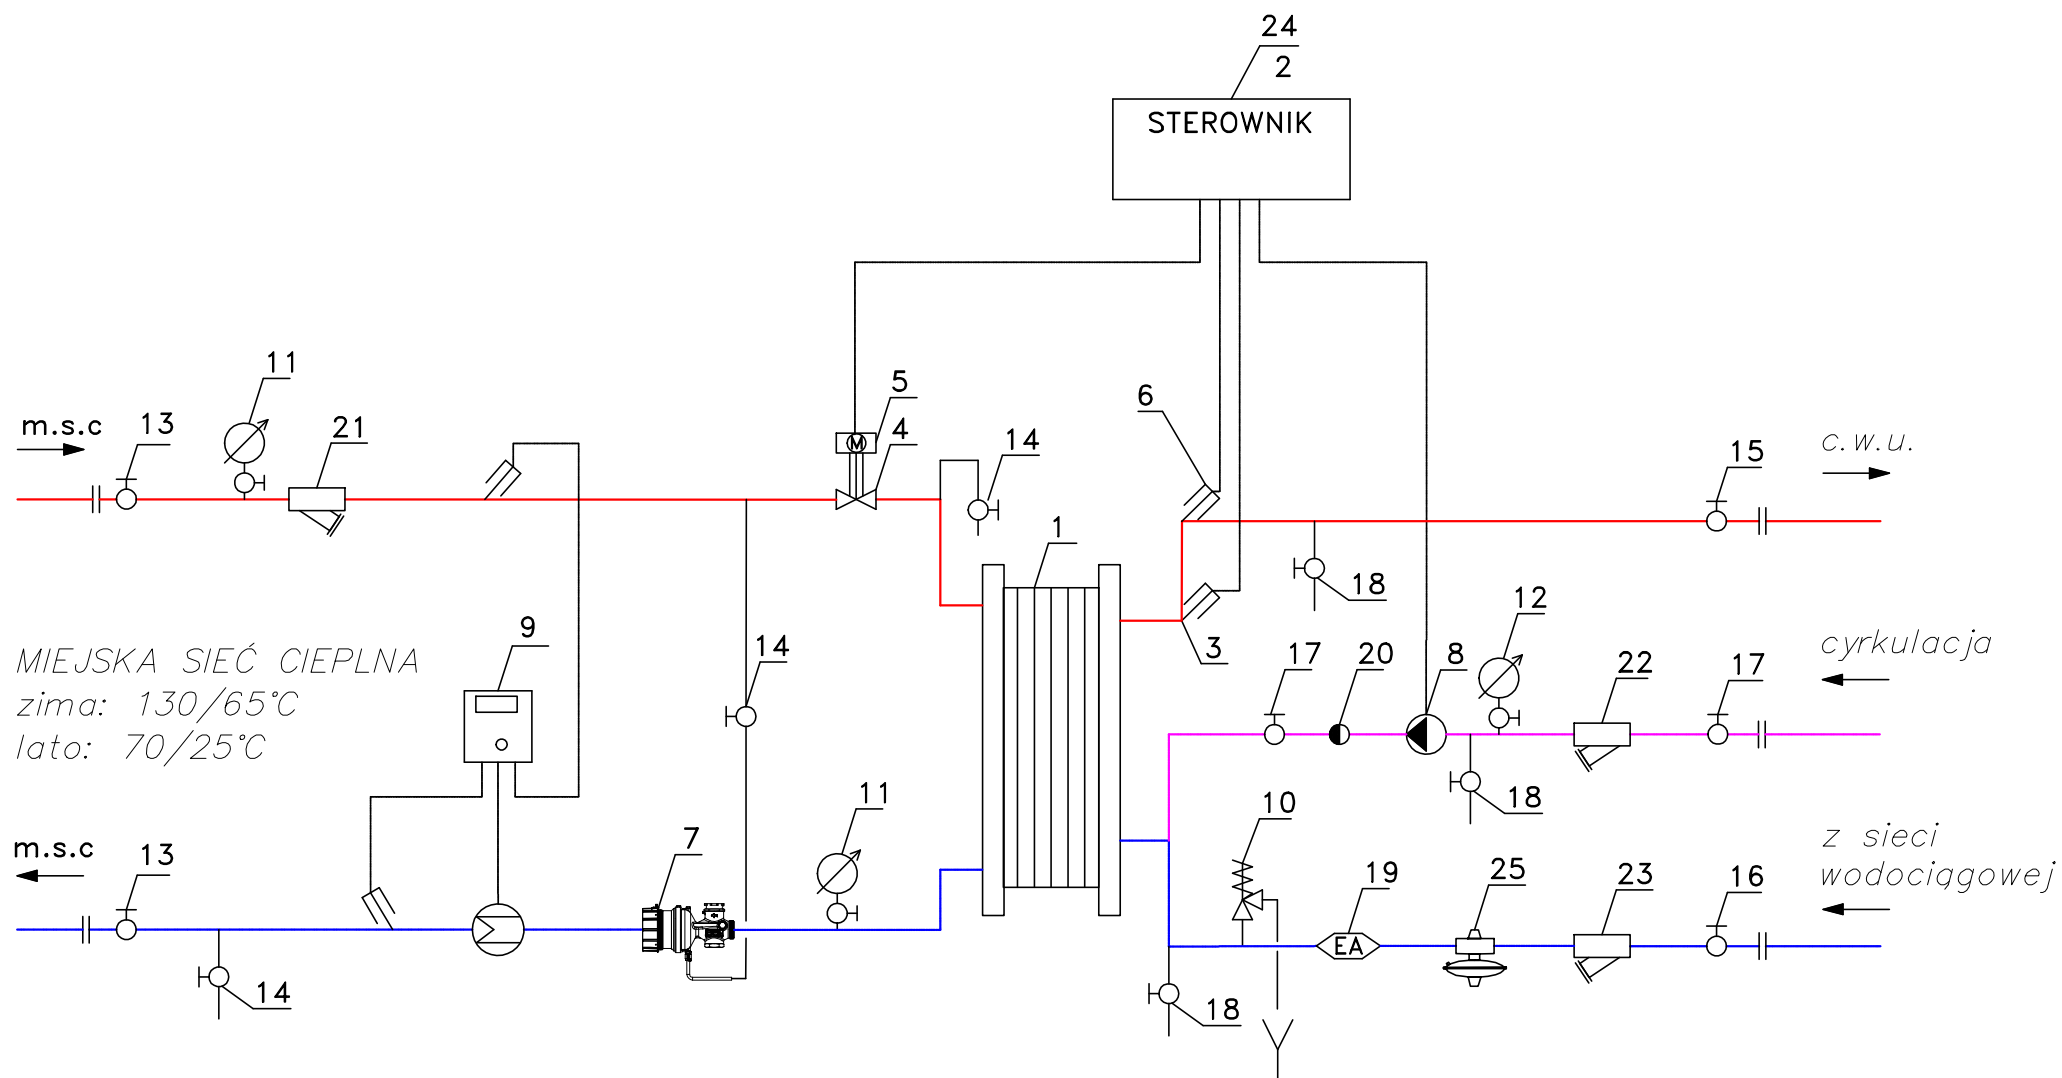 24
2
STEROWNIK
11
13
m.s.c
21
5
4
14
6
15
c.w.u.
1
18
12
3
17
20
8
22
17
cyrkulacja
9
14
MIEJSKA SIEĆ CIEPLNA
zima: 130/65°C
lato: 70/25°C
M
11
10
18
z sieci
wodociągowej
m.s.c
13
7
19
25
23
16
EA
14
18